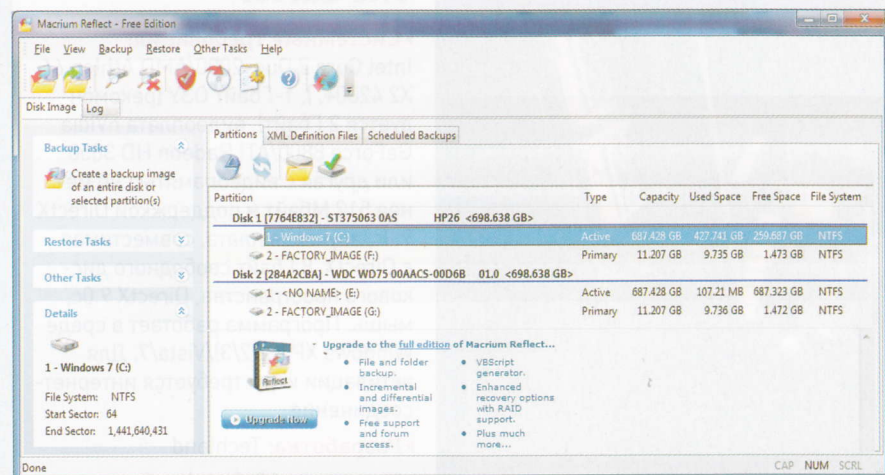 Macrium Reflect - Free Edition
File View Backup Restore Other Tasks Help
Disk Image Log
Backup Tasks
Create a backup image
of an entire disk or
selected partition(s)
Restore Tasks
Other Tasks
Details
1 - Windows 7 (C:)
File System: NTFS
Start Sector: 64
End Sector: 1,441,640,431
Partitions XML Definition Files Scheduled Backups
Partition Type Capacity Used Space Free Space File System
Disk 1 [7764E832] - ST375063 0AS HP26 <698.638 GB>
1 - Windows 7 (C:) Active 687.428 GB 427.741 GB 259.687 GB NTFS
2 - FACTORY_IMAGE (F:) Primary 11.207 GB 9.735 GB 1.473 GB NTFS
Disk 2 [284A2CBA] - WDC WD75 00AACS-00D6B 01.0 <698.638 GB>
1 - <NO NAME> (E:) Active 687.428 GB 107.21 MB 687.323 GB NTFS
2 - FACTORY_IMAGE (G:) Primary 11.207 GB 9.736 GB 1.472 GB NTFS
Reflect
Upgrade Now
Upgrade to the full edition of Macrium Reflect...
File and folder
backup.
Incremental
and differential
images.
Free support
and forum
access.
VBScript
generator.
Enhanced
recovery options
with RAID
support.
Plus much
more...
Done CAP NUM SCRL